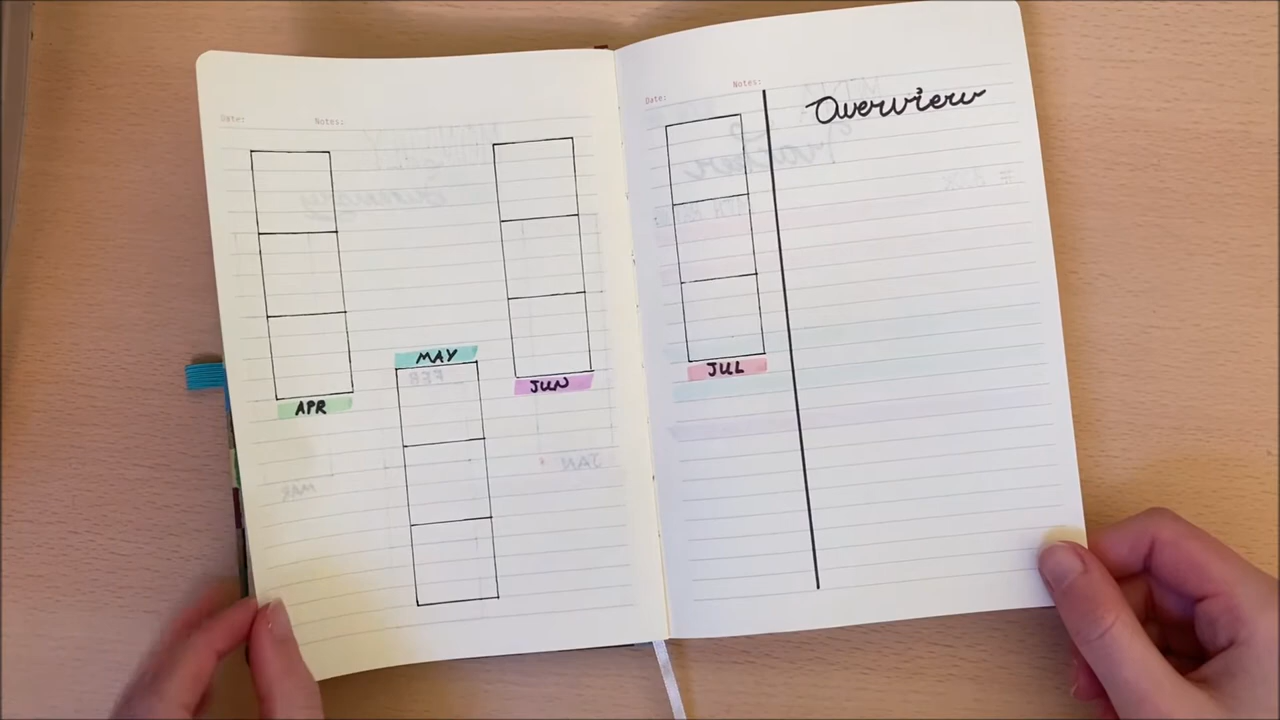 Date:
Notes:
APR
MAY
JUN
Date:
Notes:
JUL
Overview